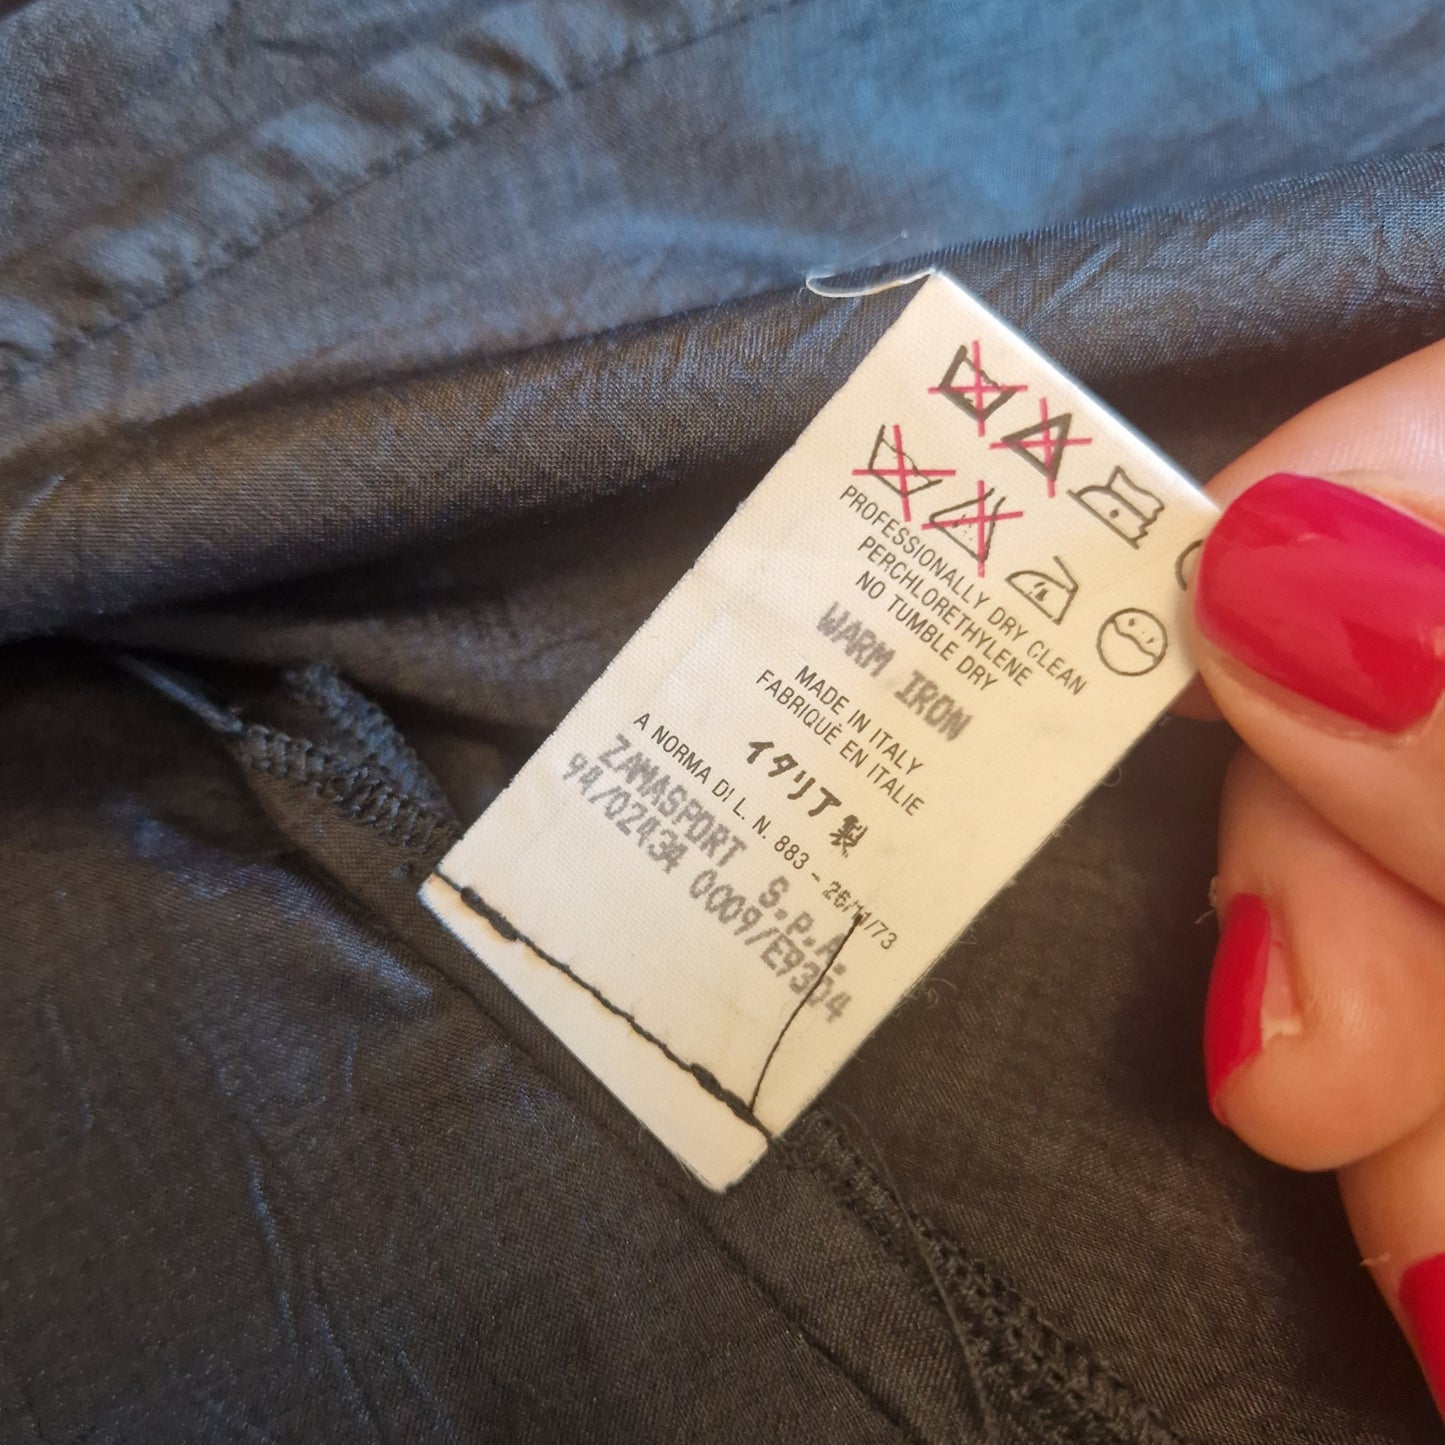 PROFESSIONALLY DRY CLEAN
PERCHLORETHYLENE
NO TUMBLE DRY
WARM IRON
MADE IN ITALY
FABRIQUÈ EN ITALIE
イタリア製
A NORMA DI L. N. 883 – 26/11/73
ZAMASPORT S.P.A.
94/02434 0009/E9304